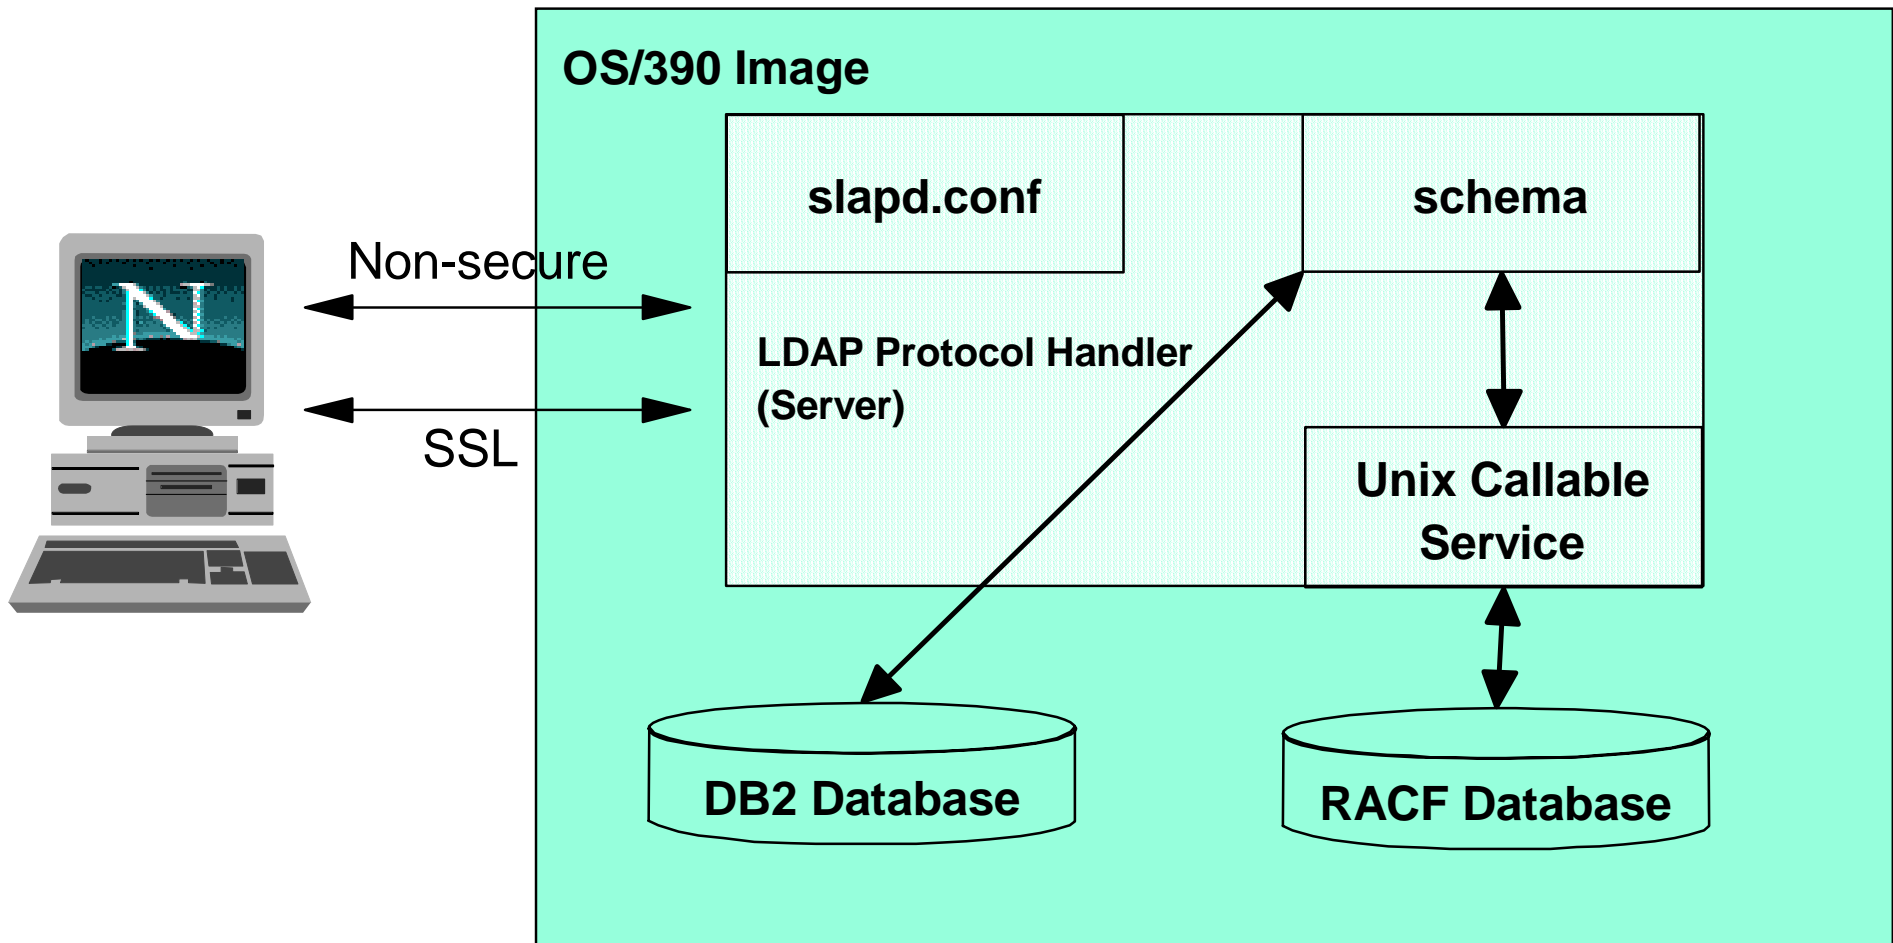 OS/390 Image
slapd.conf
schema
Non-secure
N
LDAP Protocol Handler
(Server)
SSL
Unix Callable
Service
DB2 Database
RACF Database